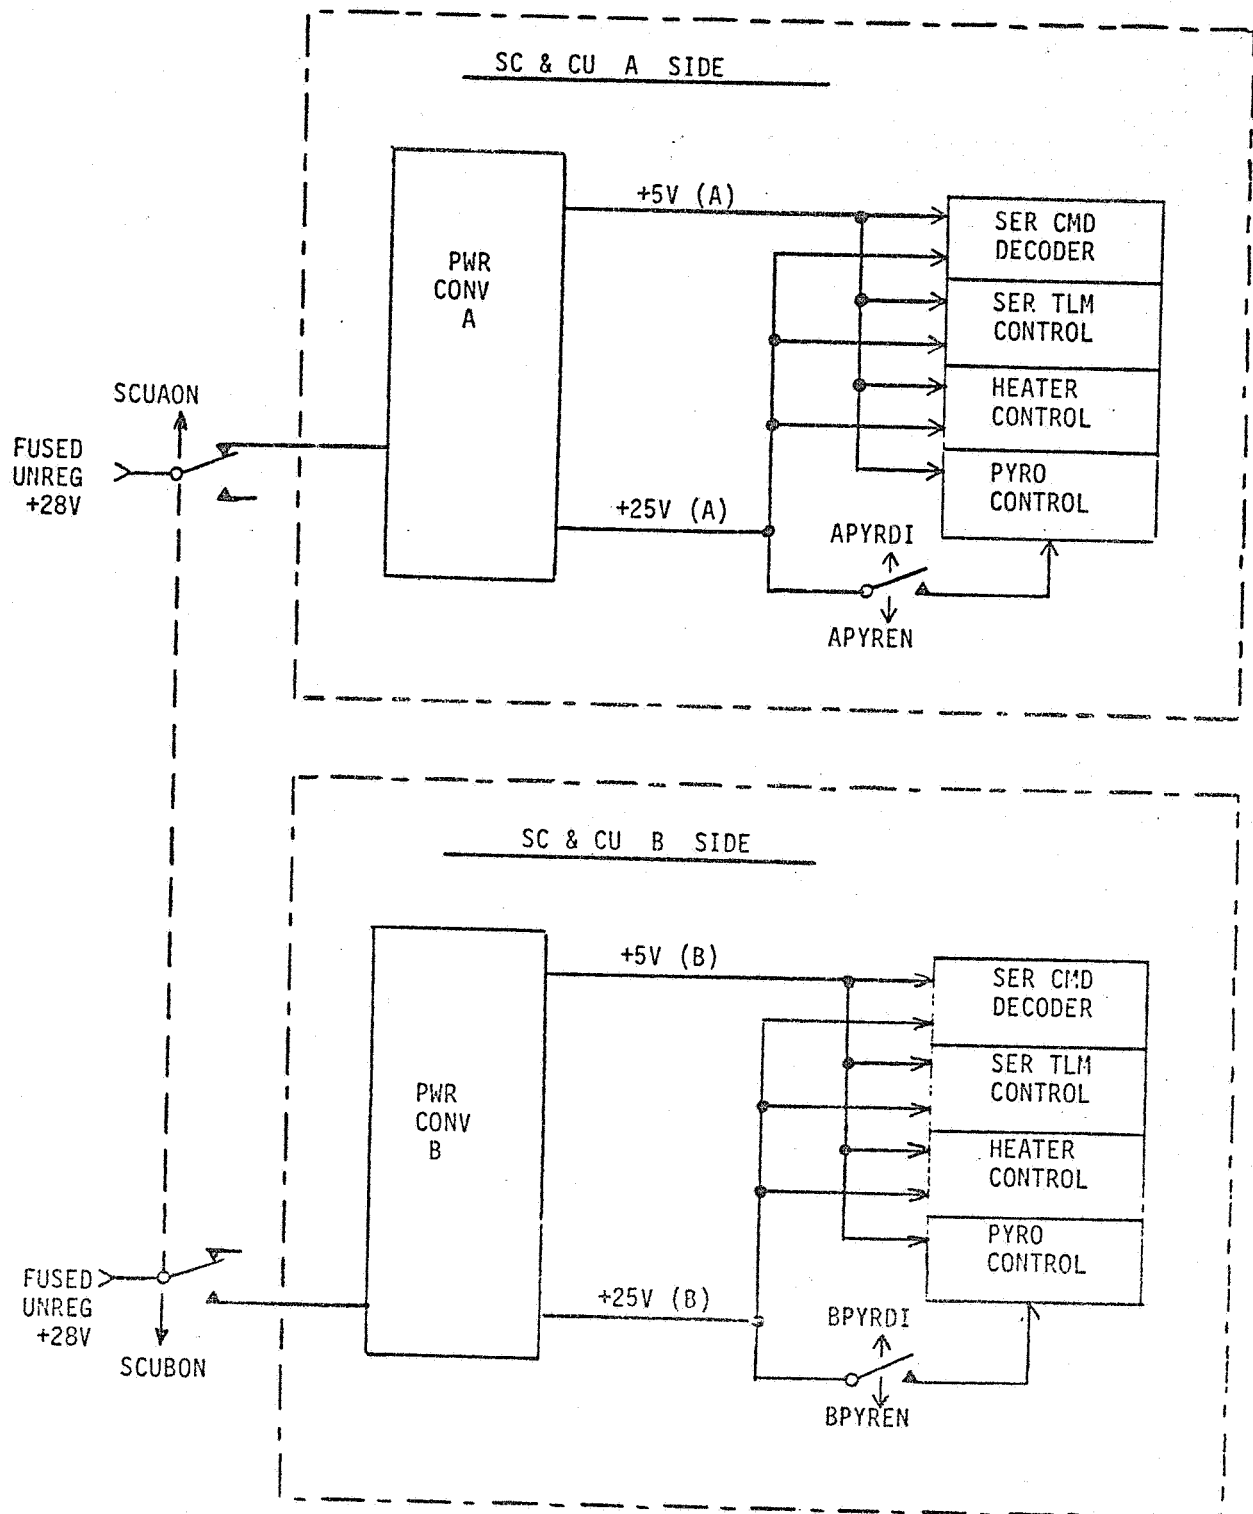 SC & CU A SIDE
+5V (A)
PWR
CONV
A
SER CMD
DECODER
SER TLM
CONTROL
HEATER
CONTROL
PYRO
CONTROL
SCUAON
FUSED
UNREG
+28V
+25V (A)
APYRDI
APYREN
SC & CU B SIDE
+5V (B)
PWR
CONV
B
SER CMD
DECODER
SER TLM
CONTROL
HEATER
CONTROL
PYRO
CONTROL
FUSED
UNREG
+28V
SCUBON
+25V (B)
BPYRDI
BPYREN